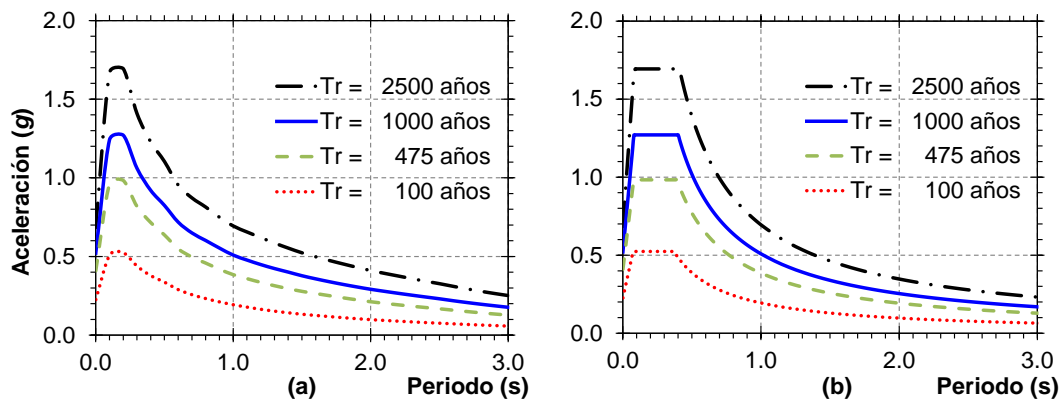 2.0
1.5
1.0
0.5
0.0
Aceleración (g)
Tr = 2500 años
Tr = 1000 años
Tr = 475 años
Tr = 100 años
0.0 1.0 2.0 3.0
(a) Periodo (s)
2.0
1.5
1.0
0.5
0.0
Tr = 2500 años
Tr = 1000 años
Tr = 475 años
Tr = 100 años
0.0 1.0 2.0 3.0
(b) Periodo (s)